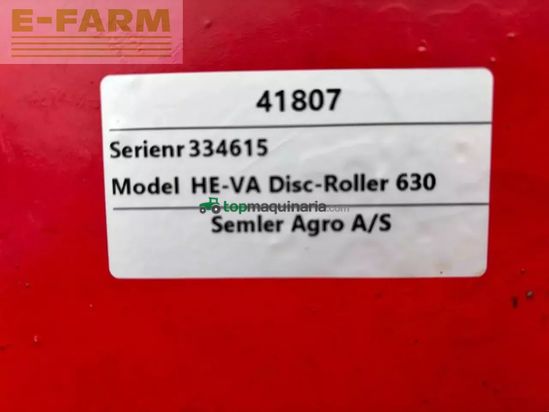 E-FARM
41807
Serienr 334615
Model HE-VA Disc-Roller 630
topmaquinaria.com
Semler Agro A/S